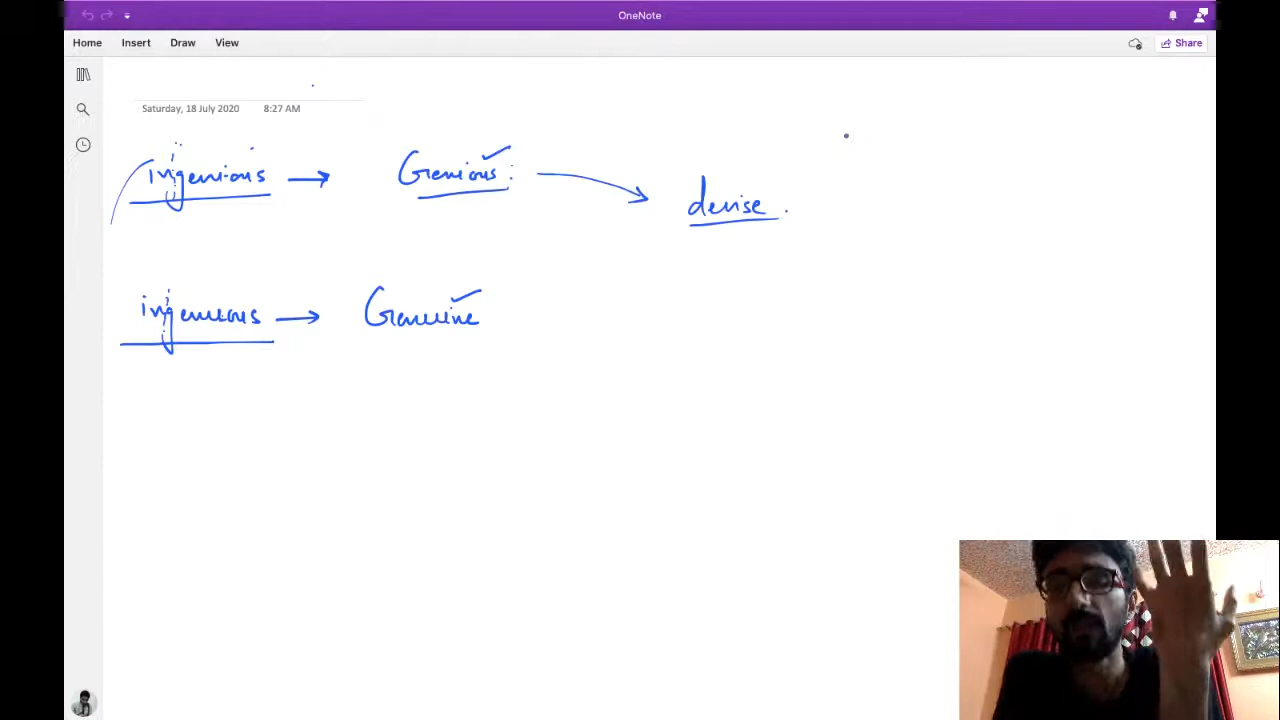 OneNote
Home Insert Draw View Share
Saturday, 18 July 2020 8:27 AM
ingenious → Genious :
devise .
ingenuous → Genuine